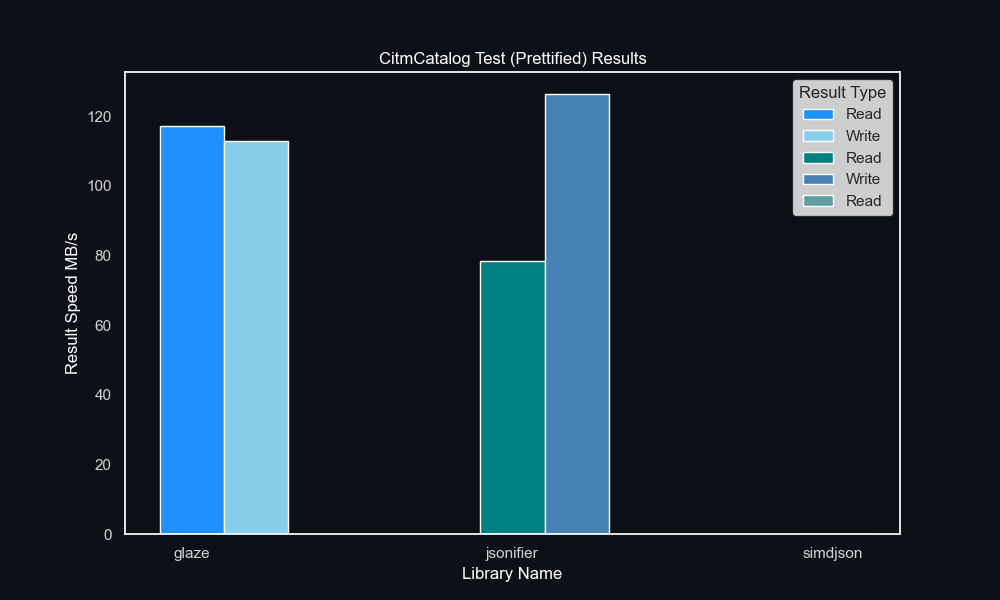 CitmCatalog Test (Prettified) Results
Result Type
Read
Write
Read
Write
Read
Result Speed MB/s
120
100
80
60
40
20
0
glaze
jsonifier
simdjson
Library Name